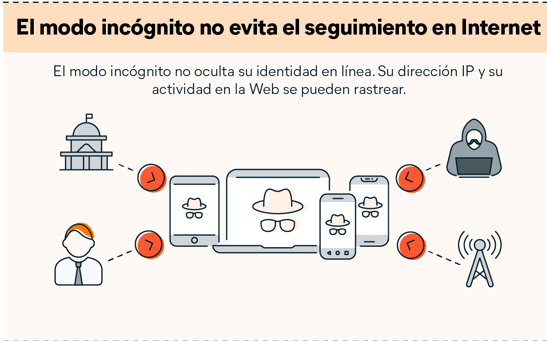 El modo incógnito no evita el seguimiento en Internet
El modo incógnito no oculta su identidad en línea. Su dirección IP y su
actividad en la Web se pueden rastrear.